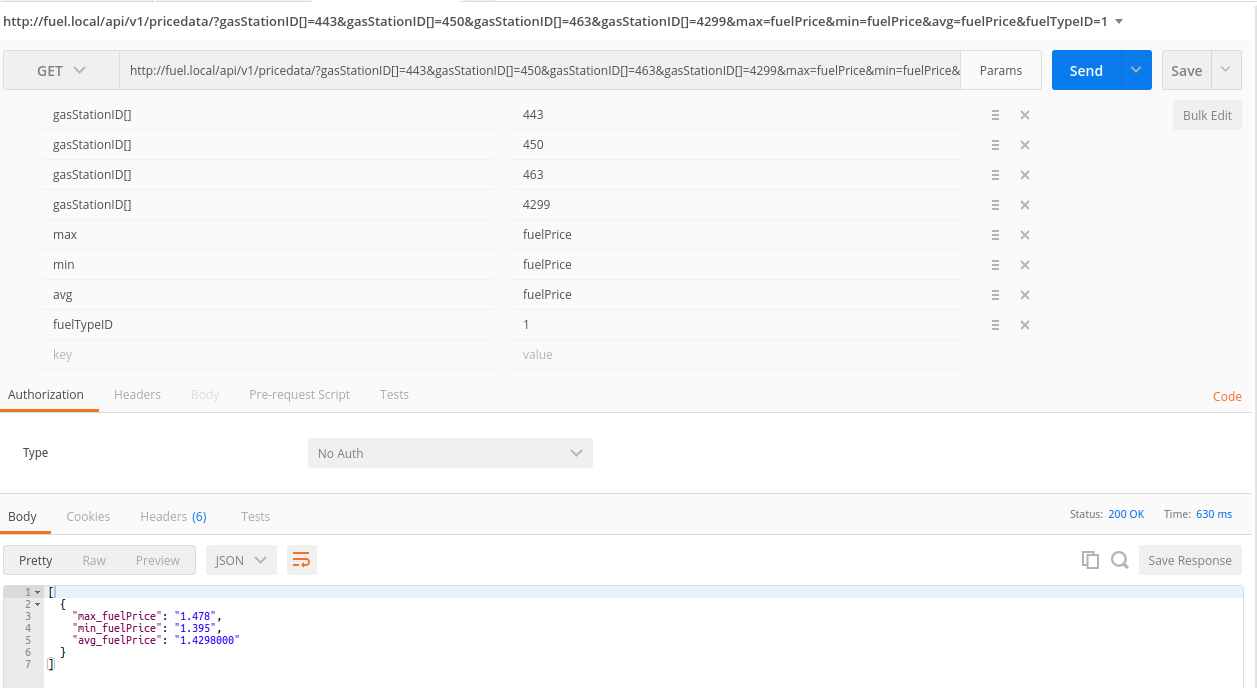 http://fuel.local/api/v1/pricedata/?gasStationID[]=443&gasStationID[]=450&gasStationID[]=463&gasStationID[]=4299&max=fuelPrice&min=fuelPrice&avg=fuelPrice&fuelTypeID=1
GET http://fuel.local/api/v1/pricedata/?gasStationID[]=443&gasStationID[]=450&gasStationID[]=463&gasStationID[]=4299&max=fuelPrice&min=fuelPrice& Params Send Save
gasStationID[] 443 Bulk Edit
gasStationID[] 450
gasStationID[] 463
gasStationID[] 4299
max fuelPrice
min fuelPrice
avg fuelPrice
fuelTypeID 1
key value
Authorization Headers Body Pre-request Script Tests Code
Type No Auth
Body Cookies Headers (6) Tests Status: 200 OK Time: 630 ms
Pretty Raw Preview JSON Save Response
1 [
2 {
3 "max_fuelPrice": "1.478",
4 "min_fuelPrice": "1.395",
5 "avg_fuelPrice": "1.4298000"
6 }
7 ]